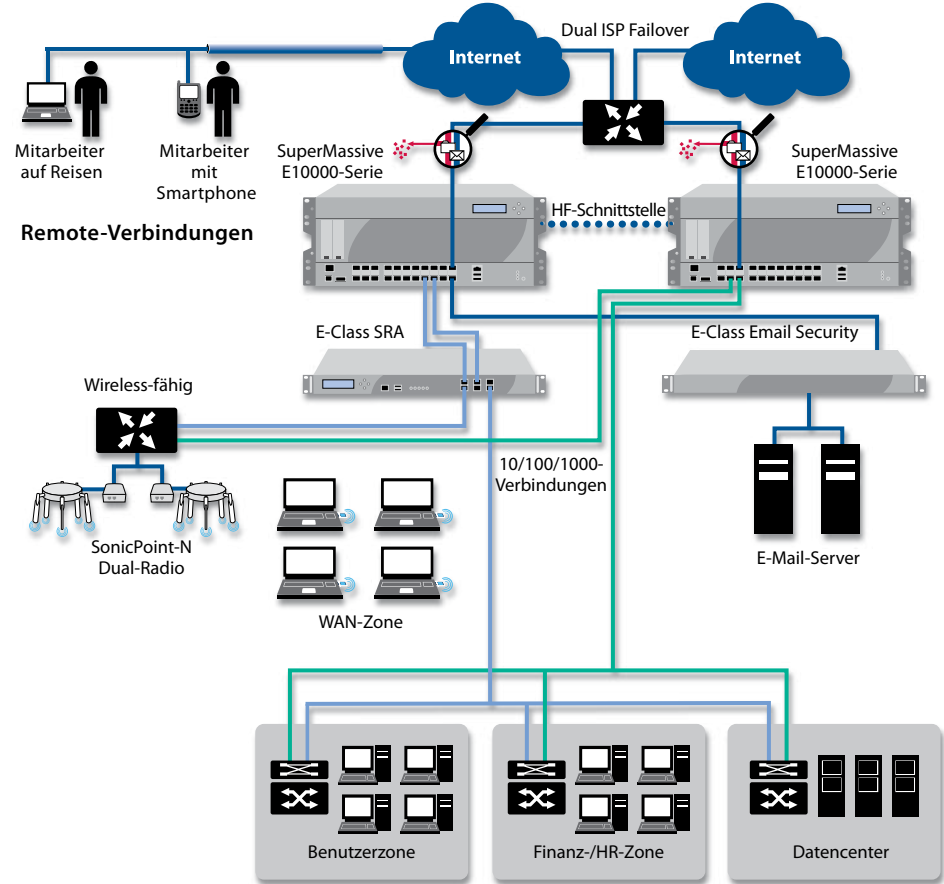 Dual ISP Failover
Internet
Internet
Mitarbeiter
auf Reisen
Mitarbeiter
mit
Smartphone
SuperMassive
E10000-Serie
SuperMassive
E10000-Serie
Remote-Verbindungen
HF-Schnittstelle
E-Class SRA
E-Class Email Security
Wireless-fähig
10/100/1000-
Verbindungen
SonicPoint-N
Dual-Radio
E-Mail-Server
WAN-Zone
Benutzerzone
Finanz-/HR-Zone
Datencenter